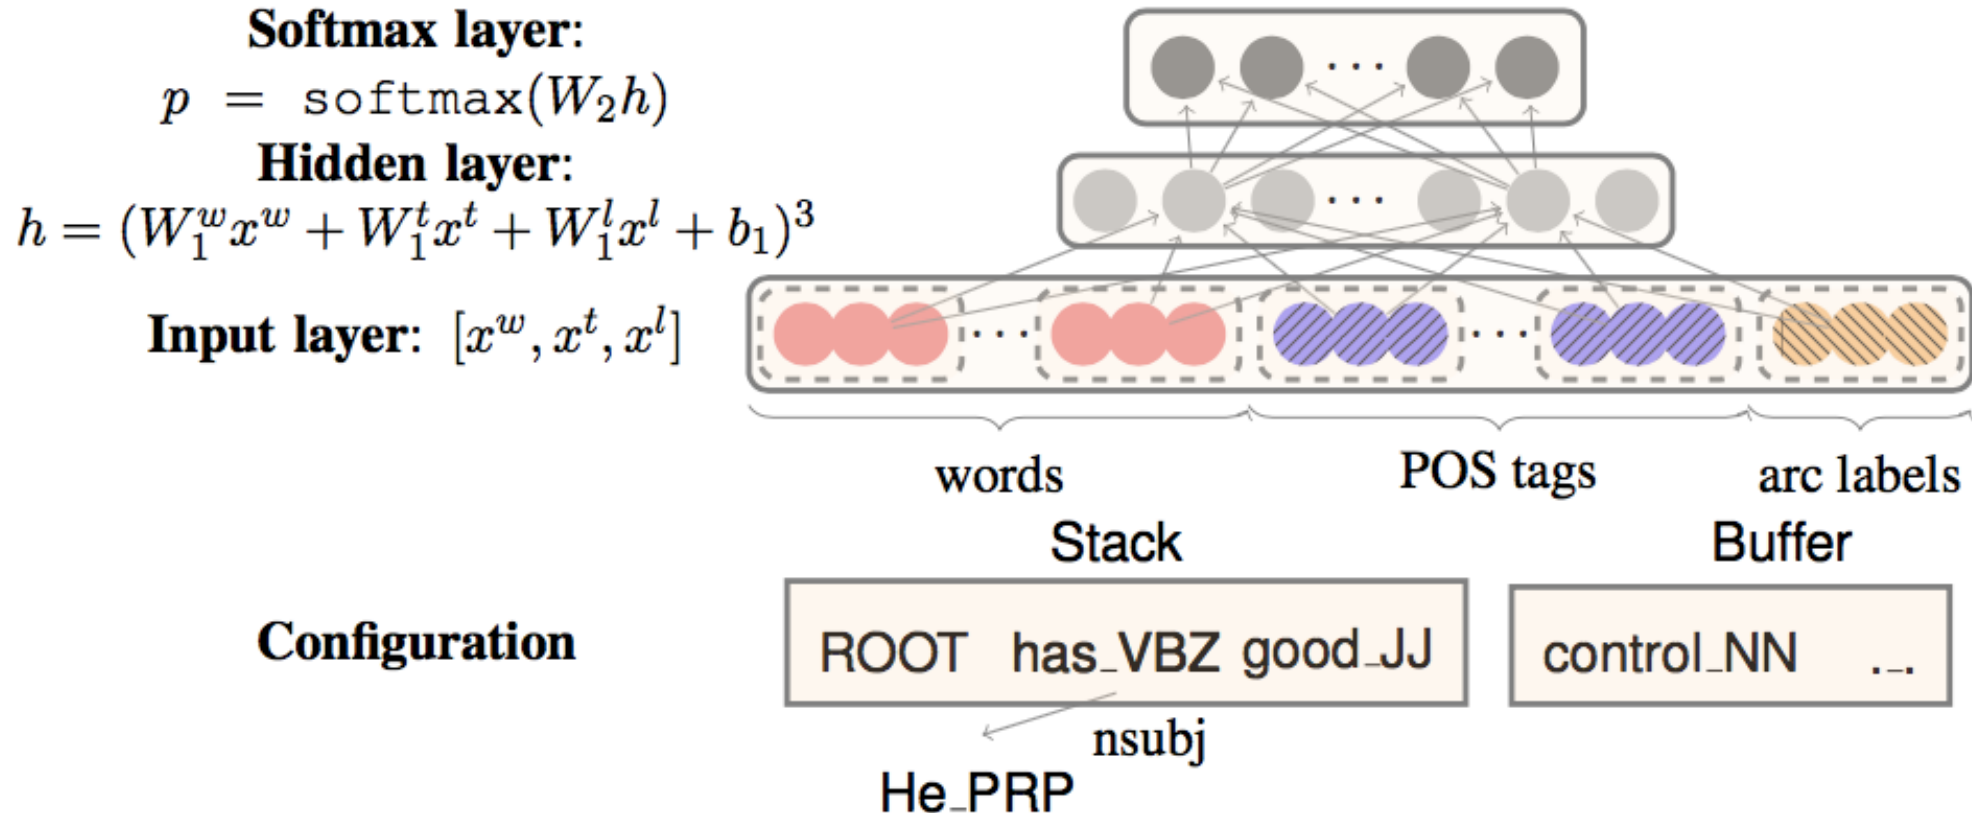 Softmax layer:
p = softmax(W₂h)
Hidden layer:
h = (W₁ʷxʷ + W₁ᵗxᵗ + W₁ˡxˡ + b₁)³
Input layer: [xʷ, xᵗ, xˡ]
···
···
··· ···
words POS tags arc labels
Stack Buffer
Configuration
ROOT has_VBZ good_JJ control_NN ._.
nsubj
He_PRP